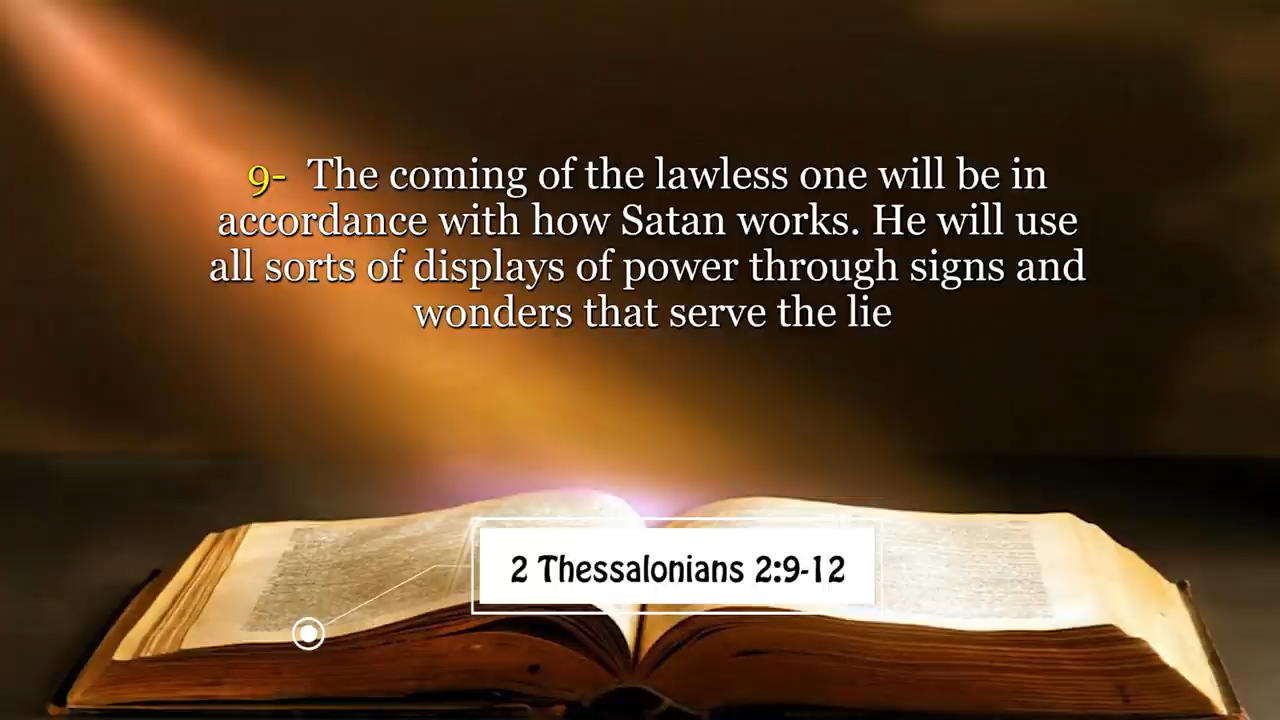 9- The coming of the lawless one will be in
accordance with how Satan works. He will use
all sorts of displays of power through signs and
wonders that serve the lie
2 Thessalonians 2:9-12